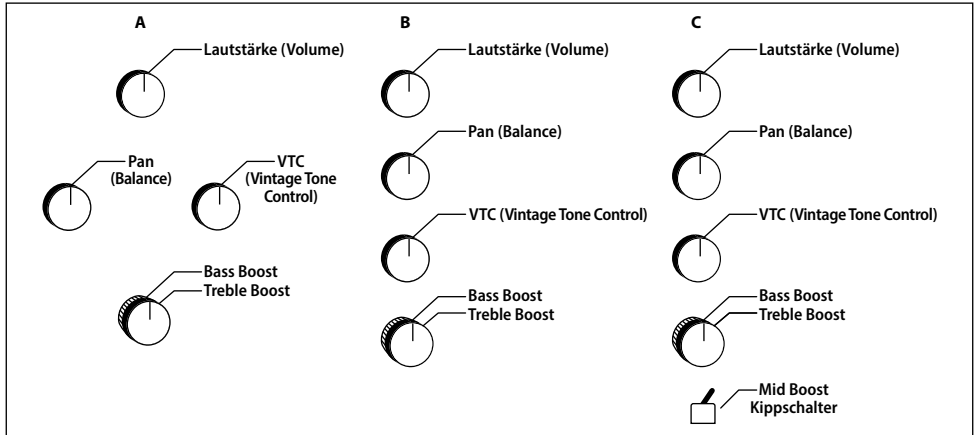 A
Lautstärke (Volume)
Pan
(Balance)
VTC
(Vintage Tone
Control)
Bass Boost
Treble Boost
B
Lautstärke (Volume)
Pan (Balance)
VTC (Vintage Tone Control)
Bass Boost
Treble Boost
C
Lautstärke (Volume)
Pan (Balance)
VTC (Vintage Tone Control)
Bass Boost
Treble Boost
Mid Boost
Kippschalter